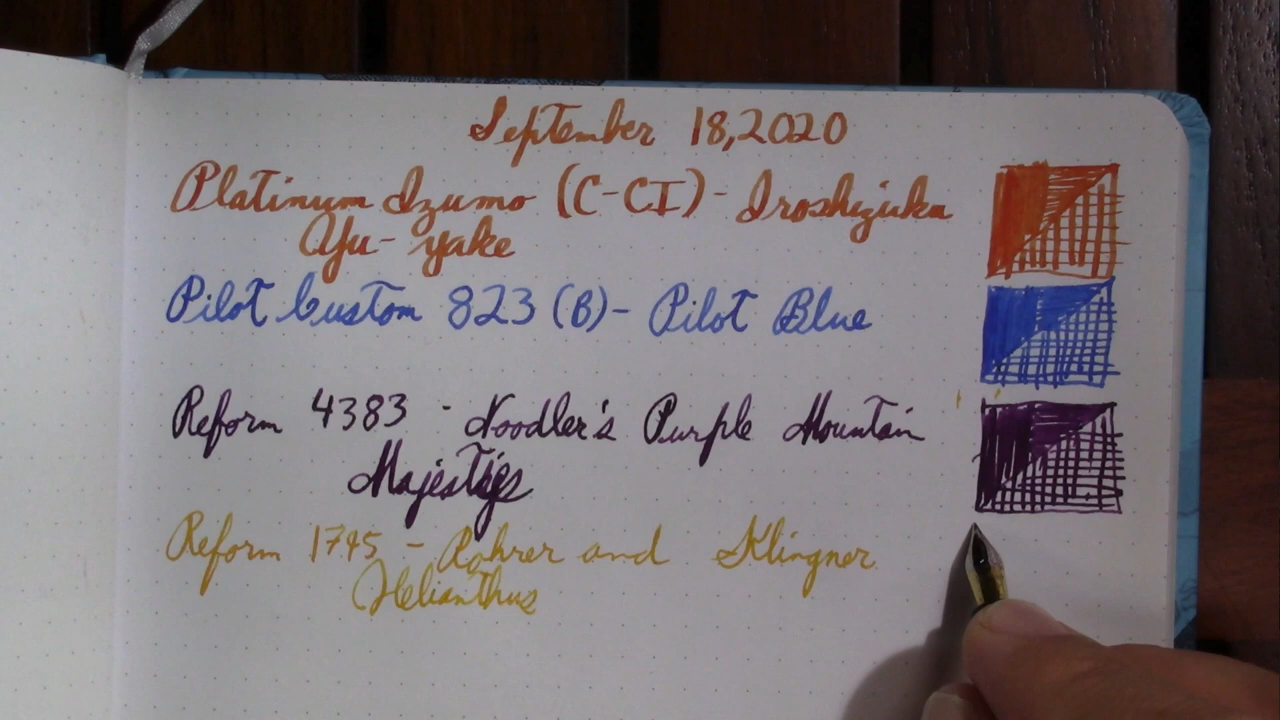 September 18,2020
Platinum Izumo (C-CI) - Iroshizuku
Yu-yake
Pilot Custom 823 (B) - Pilot Blue
Reform 4383 - Noodler's Purple Mountain
Majesties
Reform 1745 - Rohrer and Klingner
Helianthus